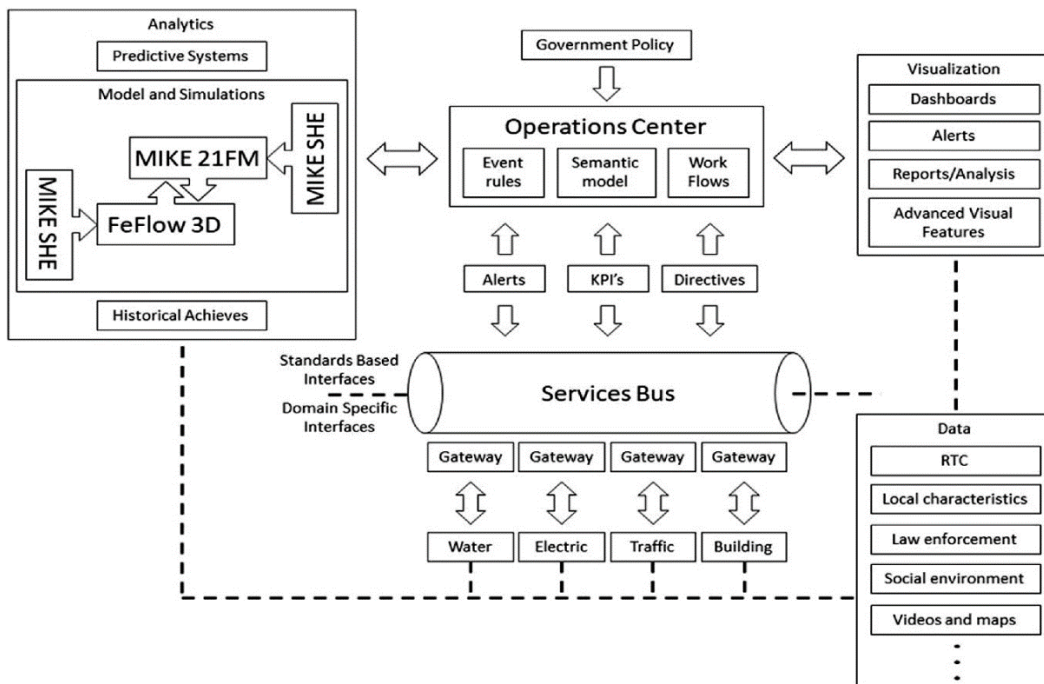 Analytics
Predictive Systems
Model and Simulations
MIKE SHE
MIKE 21FM
MIKE SHE
FeFlow 3D
Historical Achieves
Government Policy
Operations Center
Event
rules
Semantic
model
Work
Flows
Alerts
KPI's
Directives
Visualization
Dashboards
Alerts
Reports/Analysis
Advanced Visual
Features
Standards Based
Interfaces
Domain Specific
Interfaces
Services Bus
Gateway
Gateway
Gateway
Gateway
Water
Electric
Traffic
Building
Data
RTC
Local characteristics
Law enforcement
Social environment
Videos and maps